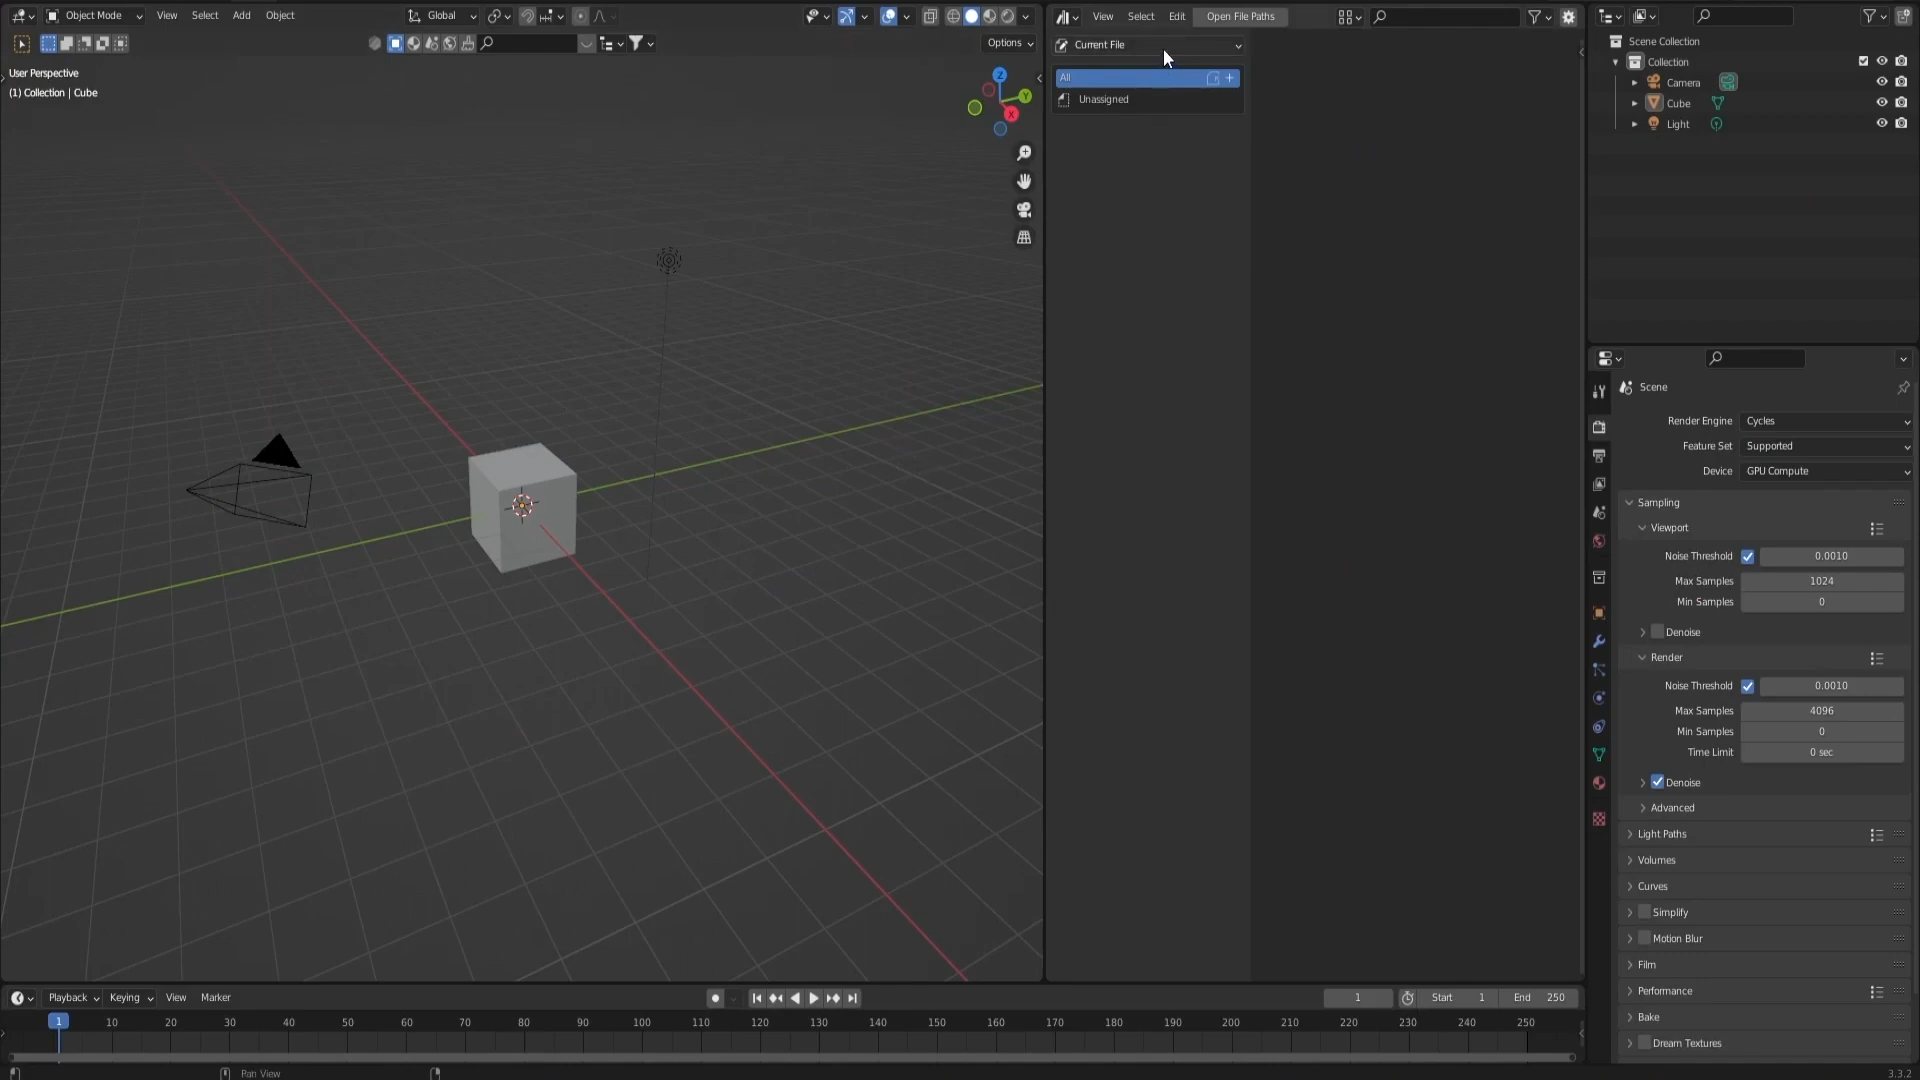 Object Mode View Select Add Object Global
Options
User Perspective
(1) Collection | Cube
Z
Y
X
View Select Edit Open File Paths
Current File
All
Unassigned
Scene Collection
Collection
Camera
Cube
Light
Scene
Render Engine Cycles
Feature Set Supported
Device GPU Compute
Sampling
Viewport
Noise Threshold 0.0010
Max Samples 1024
Min Samples 0
Denoise
Render
Noise Threshold 0.0010
Max Samples 4096
Min Samples 0
Time Limit 0 sec
Denoise
Advanced
Light Paths
Volumes
Curves
Simplify
Motion Blur
Film
Performance
Bake
Dream Textures
Playback Keying View Marker 1 Start 1 End 250
1 10 20 30 40 50 60 70 80 90 100 110 120 130 140 150 160 170 180 190 200 210 220 230 240 250
Pan View
3.3.2